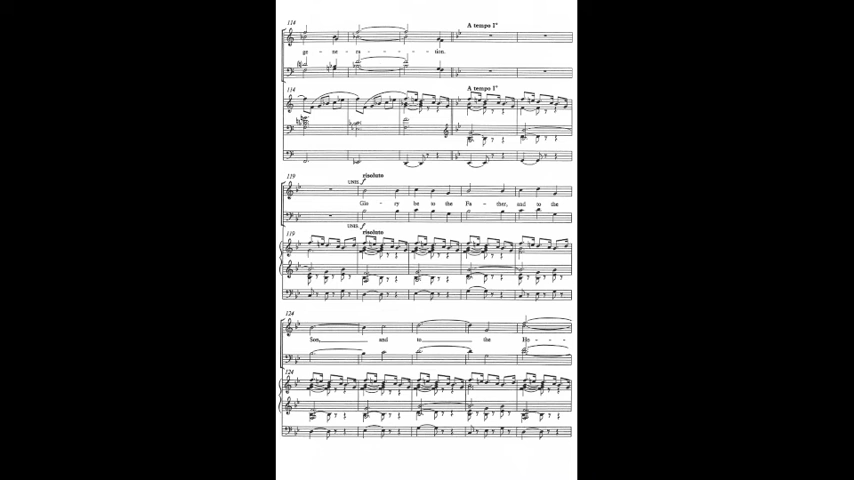 114
A tempo I°
ge - ne - ra - - tion.
114
A tempo I°
119
UNIS. f risoluto
Glo - ry be to the Fa - ther, and to the
UNIS. f
119
risoluto
124
Son, and to the Ho - -
124